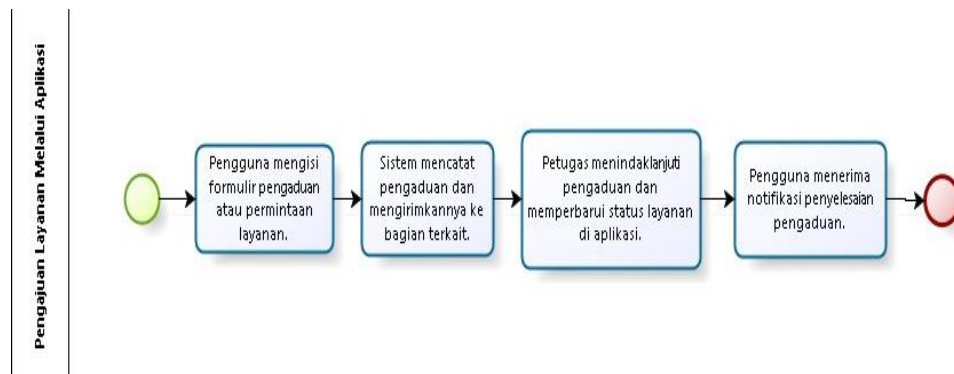 Pengajuan Layanan Melalui Aplikasi
Pengguna mengisi
formulir pengaduan
atau permintaan
layanan.
Sistem mencatat
pengaduan dan
mengirimkannya ke
bagian terkait.
Petugas menindaklanjuti
pengaduan dan
memperbarui status layanan
di aplikasi.
Pengguna menerima
notifikasi penyelesaian
pengaduan.